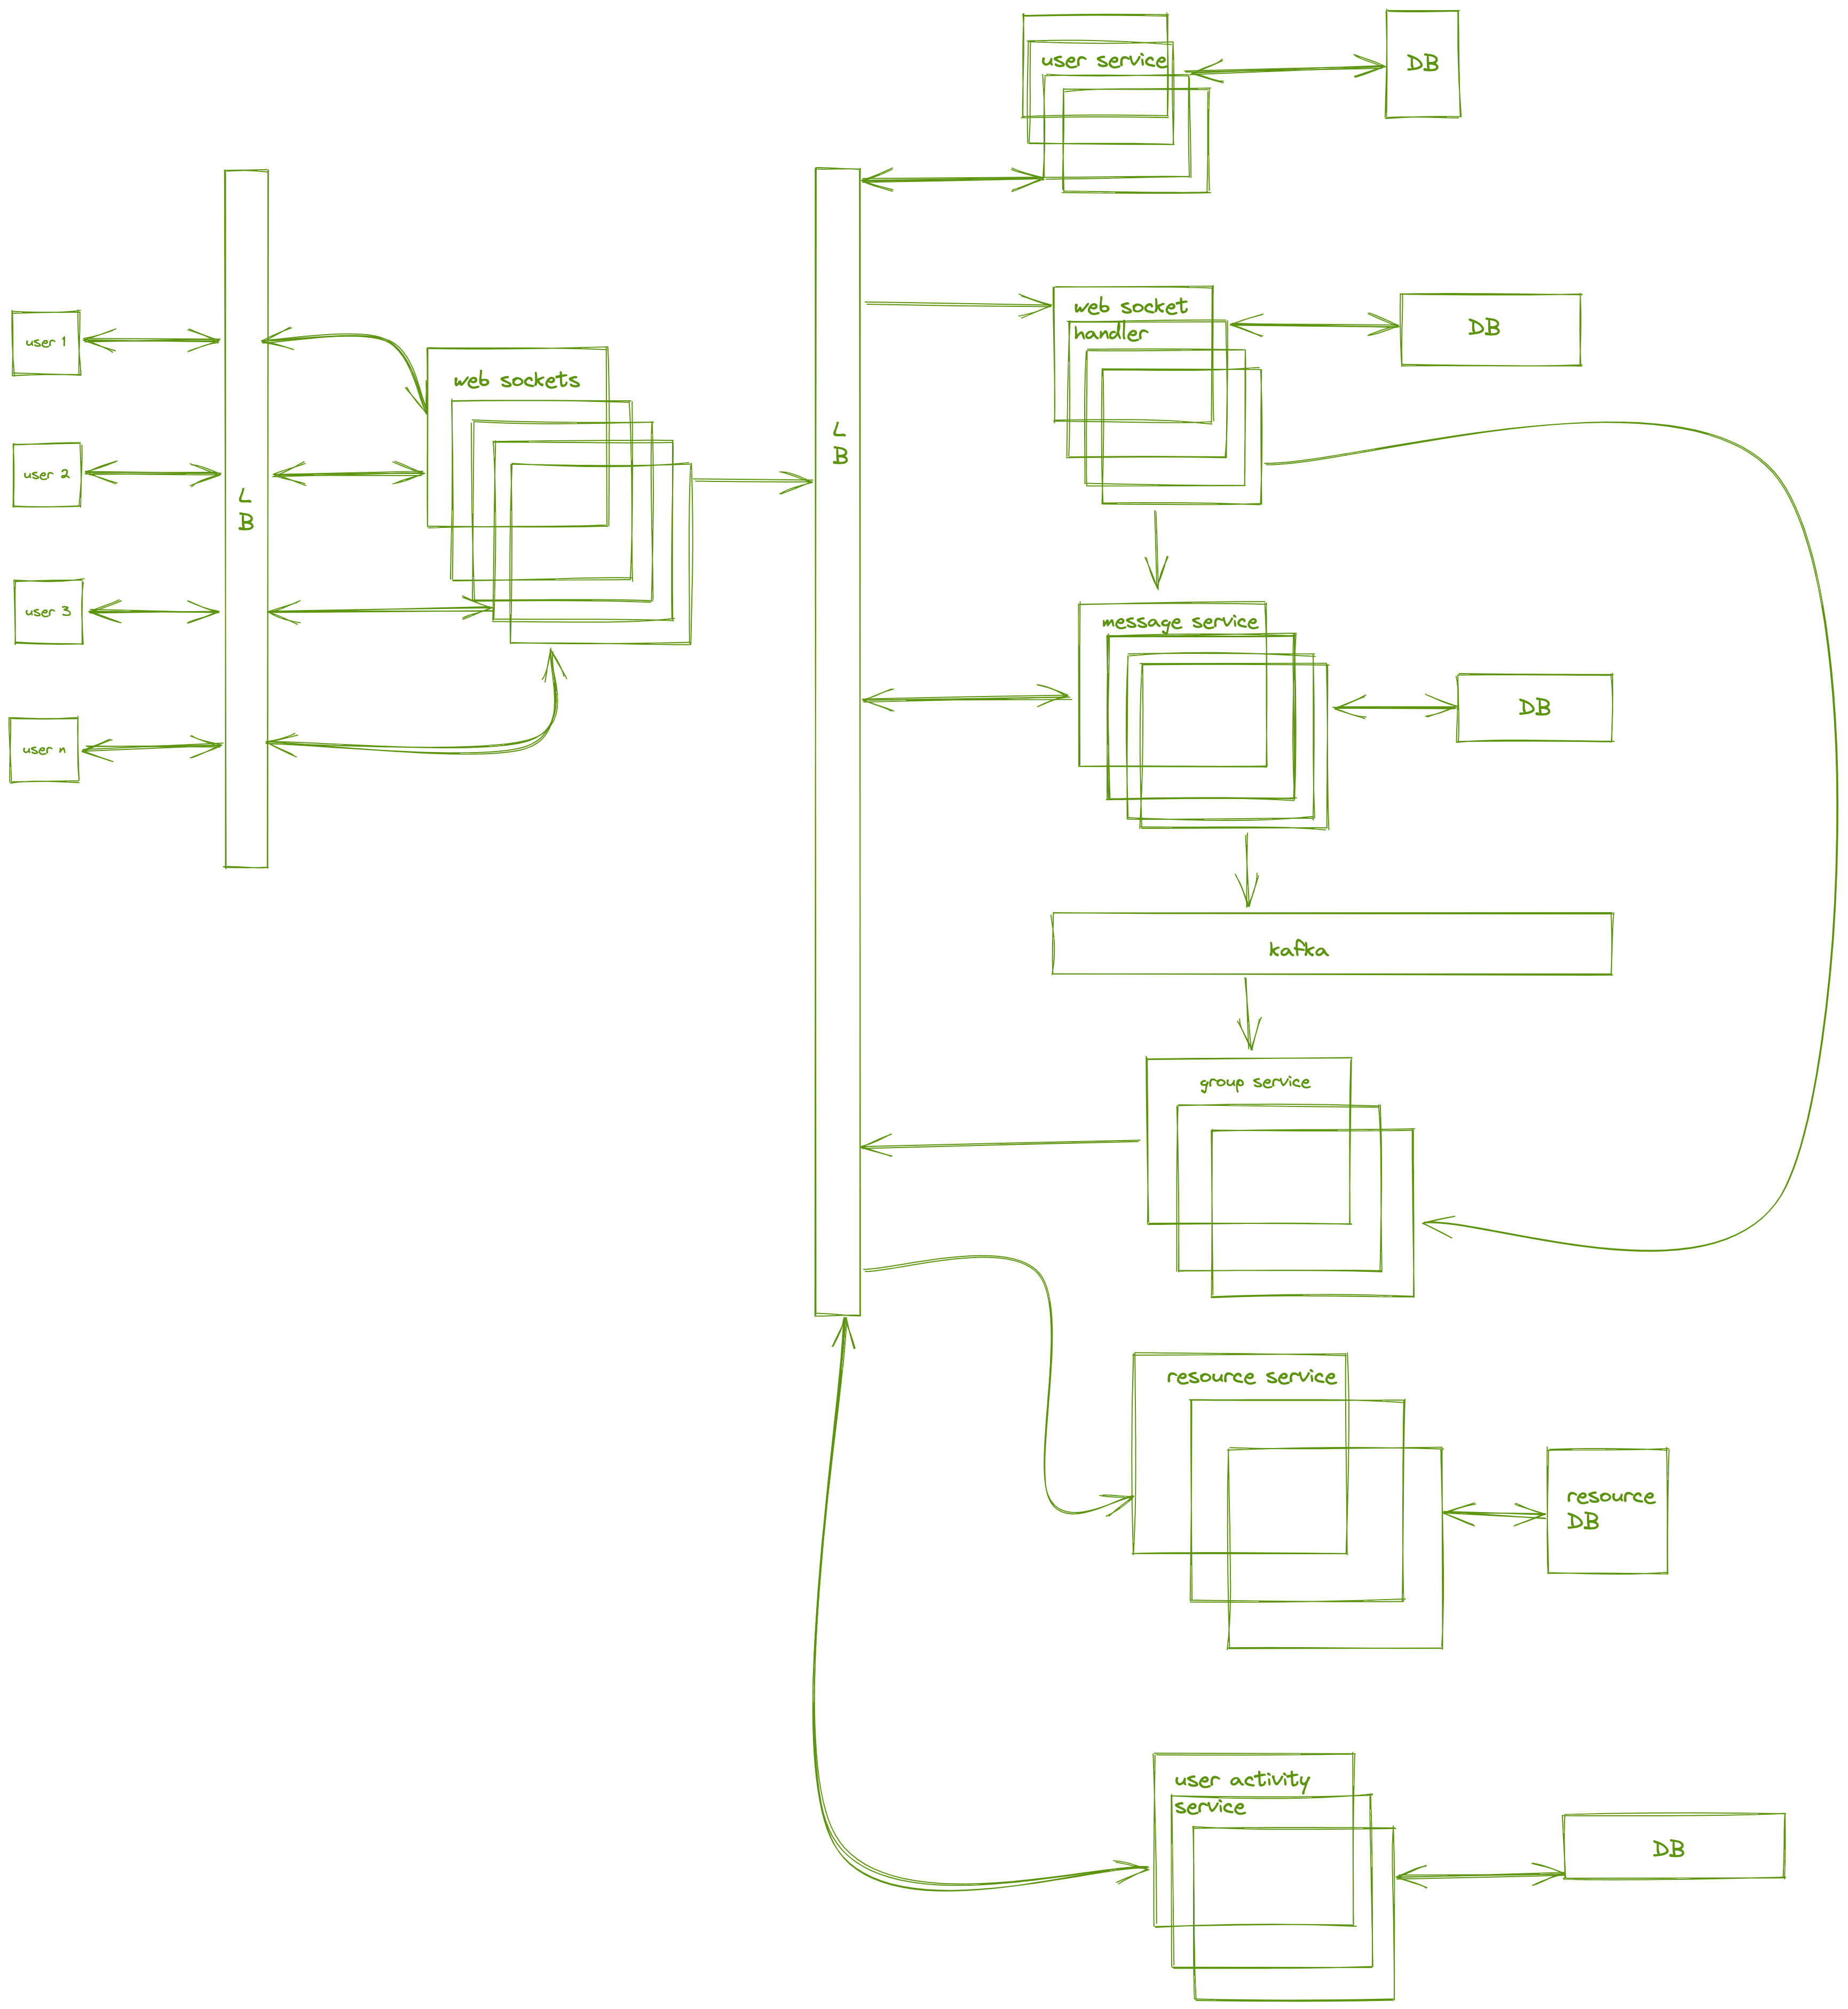 user service
DB
web socket
handler
DB
user 1
web sockets
L
B
user 2
L
B
user 3
message service
DB
user n
kafka
group service
resource service
resource
DB
user activity
service
DB